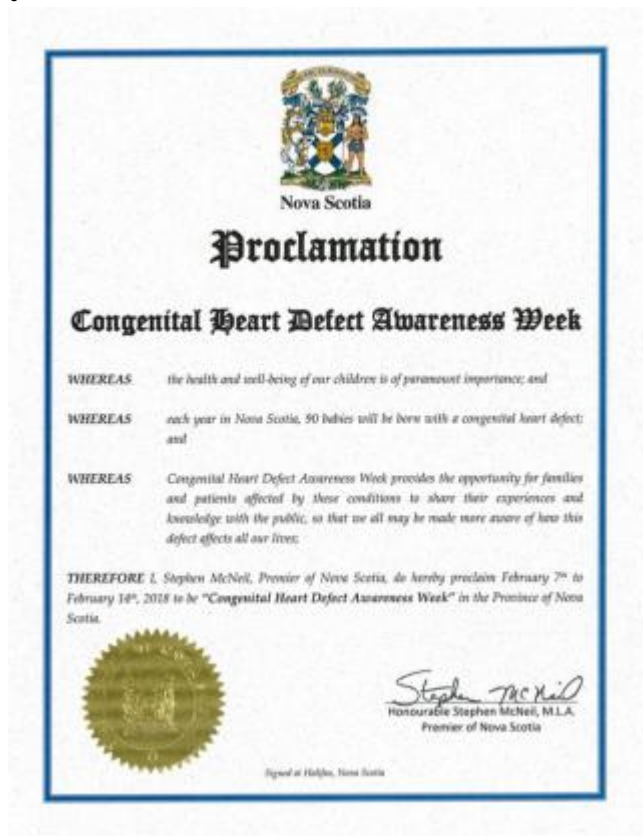 Nova Scotia
Proclamation
Congenital Heart Defect Awareness Week
WHEREAS the health and well-being of our children is of paramount importance; and
WHEREAS each year in Nova Scotia, 90 babies will be born with a congenital heart defect;
and
WHEREAS Congenital Heart Defect Awareness Week provides the opportunity for families
and patients affected by these conditions to share their experiences and
knowledge with the public, so that we all may be made more aware of how this
defect affects all our lives;
THEREFORE I, Stephen McNeil, Premier of Nova Scotia, do hereby proclaim February 7th to
February 14th, 2018 to be "Congenital Heart Defect Awareness Week" in the Province of Nova
Scotia.
Stephen McNeil
Honourable Stephen McNeil, M.L.A.
Premier of Nova Scotia
Signed at Halifax, Nova Scotia